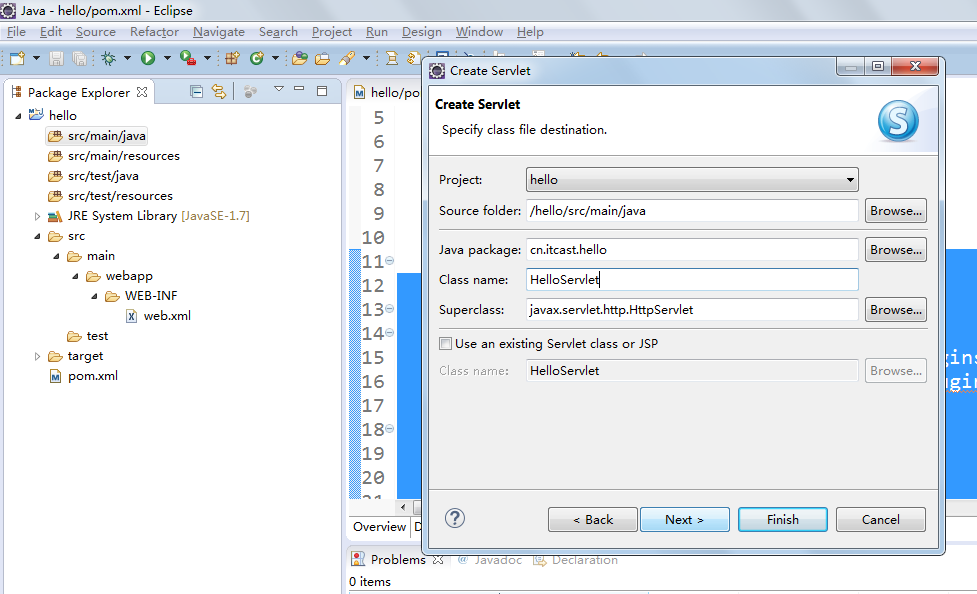 Java - hello/pom.xml - Eclipse
File Edit Source Refactor Navigate Search Project Run Design Window Help
Package Explorer
hello
src/main/java
src/main/resources
src/test/java
src/test/resources
JRE System Library [JavaSE-1.7]
src
main
webapp
WEB-INF
web.xml
test
target
pom.xml
hello/po
5
6
7
8
9
10
11
12
13
14
15
16
17
18
19
20
Create Servlet
Create Servlet
Specify class file destination.
S
Project: hello
Source folder: /hello/src/main/java Browse...
Java package: cn.itcast.hello Browse...
Class name: HelloServlet
Superclass: javax.servlet.http.HttpServlet Browse...
Use an existing Servlet class or JSP
Class name: HelloServlet Browse...
? < Back Next > Finish Cancel
Overview D
Problems @ Javadoc Declaration
0 items